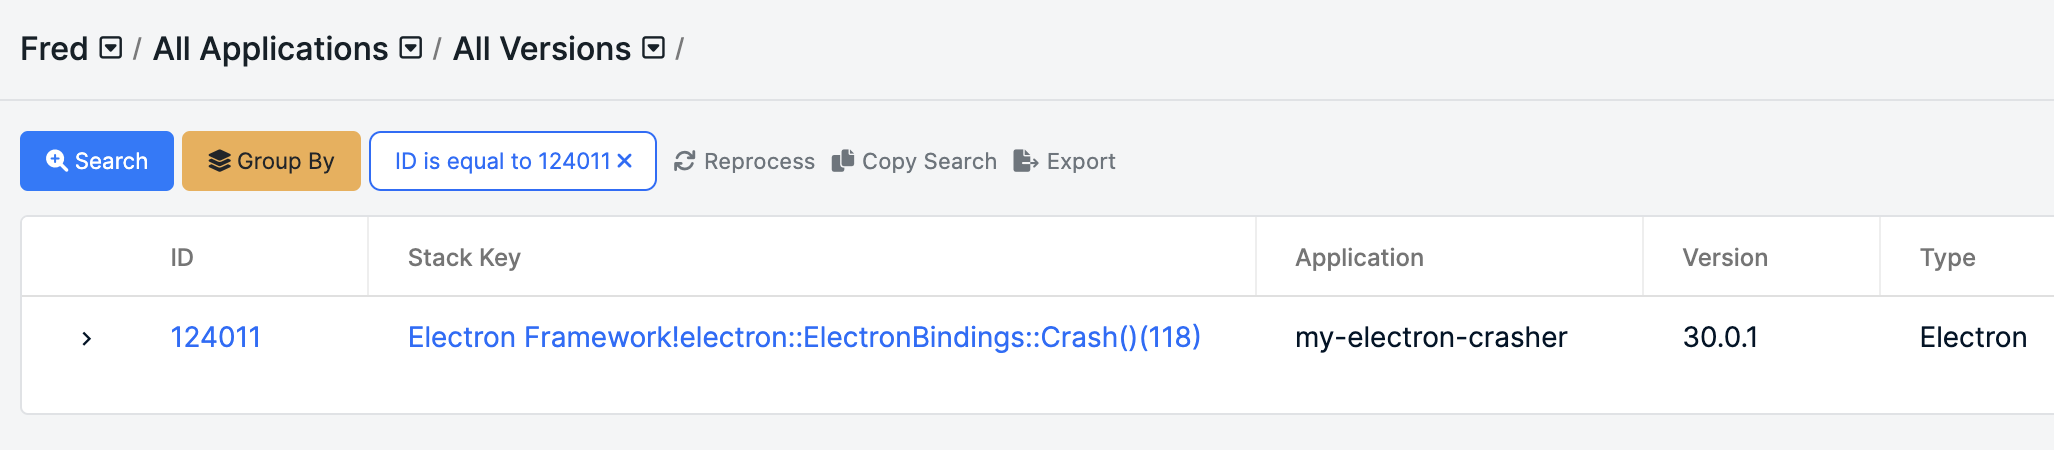 Fred / All Applications / All Versions /
Search Group By ID is equal to 124011 × Reprocess Copy Search Export
ID Stack Key Application Version Type
124011 Electron Framework!electron::ElectronBindings::Crash()(118) my-electron-crasher 30.0.1 Electron